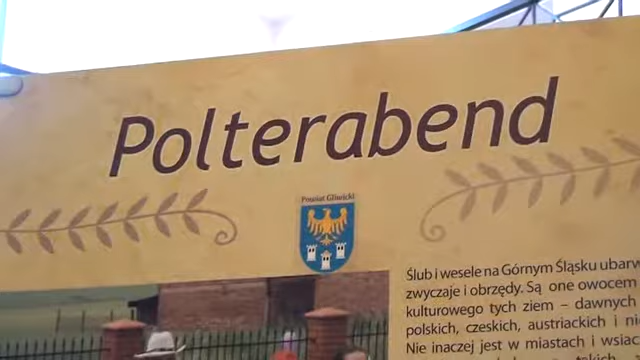 Polterabend
Powiat Gliwicki
Ślub i wesele na Górnym Śląsku ubarw
zwyczaje i obrzędy. Są one owocem
kulturowego tych ziem – dawnych
polskich, czeskich, austriackich i ni
Nie inaczej jest w miastach i wsiac